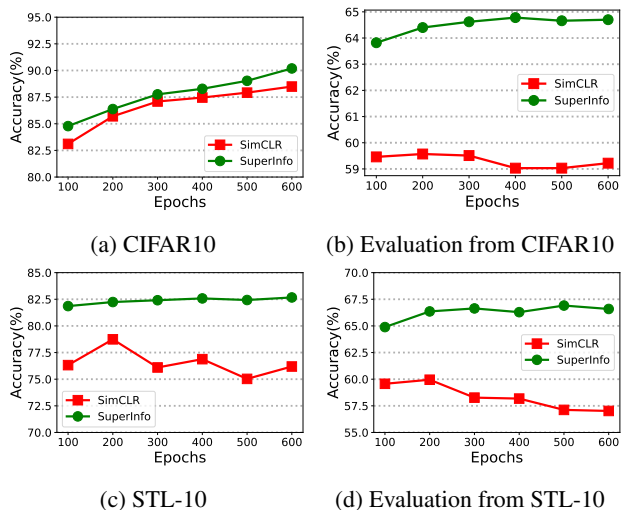 95.0
92.5
90.0
87.5
85.0
82.5
80.0
Accuracy(%)
SimCLR
SuperInfo
100 200 300 400 500 600
Epochs
(a) CIFAR10
65
64
63
62
61
60
59
Accuracy(%)
SimCLR
SuperInfo
100 200 300 400 500 600
Epochs
(b) Evaluation from CIFAR10
85.0
82.5
80.0
77.5
75.0
72.5
70.0
Accuracy(%)
SimCLR
SuperInfo
100 200 300 400 500 600
Epochs
(c) STL-10
70.0
67.5
65.0
62.5
60.0
57.5
55.0
Accuracy(%)
SimCLR
SuperInfo
100 200 300 400 500 600
Epochs
(d) Evaluation from STL-10